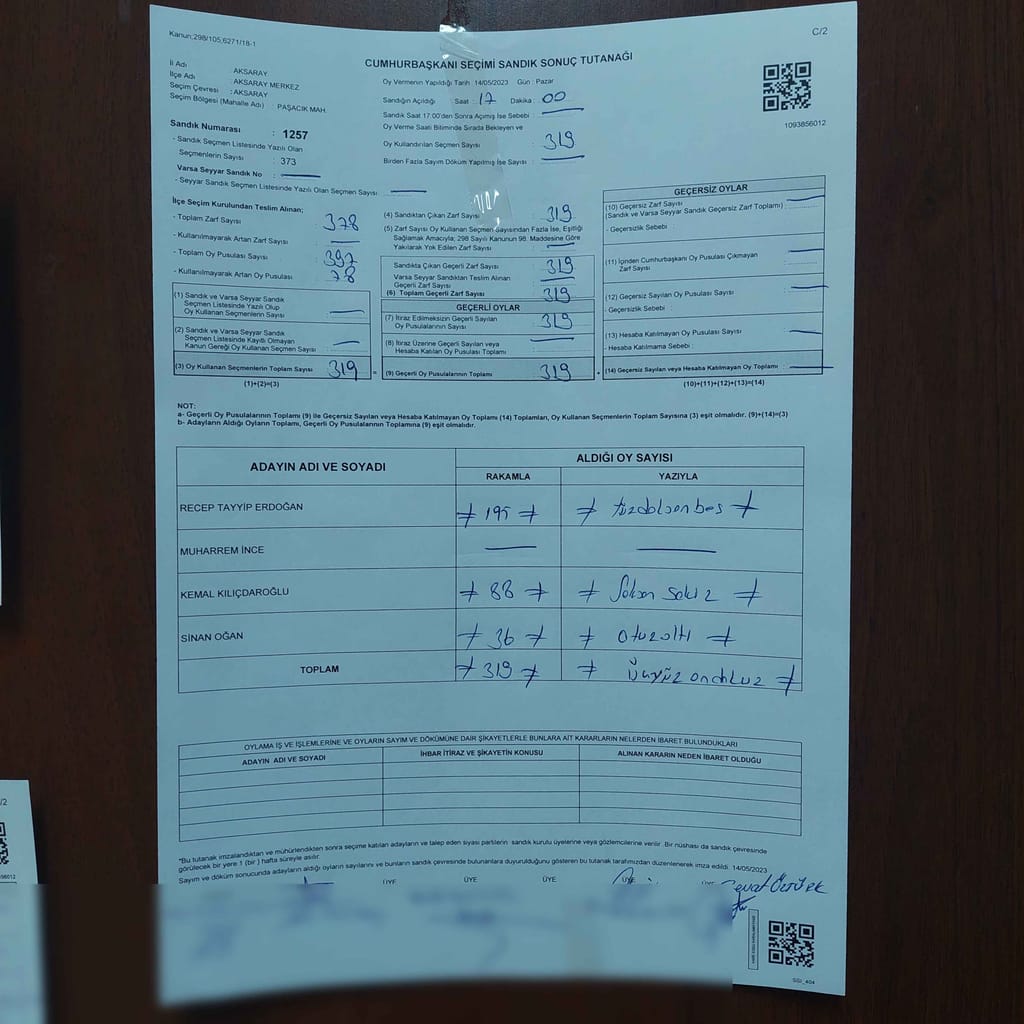 Kanun;298/105;6271/18-1
C/2
CUMHURBAŞKANI SEÇİMİ SANDIK SONUÇ TUTANAĞI
İl Adı : AKSARAY
İlçe Adı : AKSARAY MERKEZ
Seçim Çevresi : AKSARAY
Seçim Bölgesi (Mahalle Adı) : PAŞACIK MAH.
Sandık Numarası : 1257
- Sandık Seçmen Listesinde Yazılı Olan
Seçmenlerin Sayısı : 373
Varsa Seyyar Sandık No :
- Seyyar Sandık Seçmen Listesinde Yazılı Olan Seçmen Sayısı :
Oy Vermenin Yapıldığı Tarih : 14/05/2023 Gün : Pazar
Sandığın Açıldığı Saat : 17 Dakika : 00
Sandık Saat 17:00'den Sonra Açılmış İse Sebebi :
Oy Verme Saati Bitiminde Sırada Bekleyen ve
Oy Kullandırılan Seçmen Sayısı : 319
Birden Fazla Sayım Döküm Yapılmış İse Sayısı :
1093856012
İlçe Seçim Kurulundan Teslim Alınan;
- Toplam Zarf Sayısı : 378
- Kullanılmayarak Artan Zarf Sayısı :
- Toplam Oy Pusulası Sayısı : 397
- Kullanılmayarak Artan Oy Pusulası : 78
(1) Sandık ve Varsa Seyyar Sandık
Seçmen Listesinde Yazılı Olup
Oy Kullanan Seçmenlerin Sayısı :
(2) Sandık ve Varsa Seyyar Sandık
Seçmen Listesinde Kayıtlı Olmayan
Kanun Gereği Oy Kullanan Seçmen Sayısı :
(3) Oy Kullanan Seçmenlerin Toplam Sayısı : 319
(1)+(2)=(3)
(4) Sandıktan Çıkan Zarf Sayısı : 319
(5) Zarf Sayısı Oy Kullanan Seçmen Sayısından Fazla İse, Eşitliği
Sağlamak Amacıyla; 298 Sayılı Kanunun 98. Maddesine Göre
Yakılarak Yok Edilen Zarf Sayısı :
Sandıkta Çıkan Geçerli Zarf Sayısı : 319
Varsa Seyyar Sandıktan Teslim Alınan
Geçerli Zarf Sayısı :
(6) Toplam Geçerli Zarf Sayısı : 319
GEÇERLİ OYLAR
(7) İtiraz Edilmeksizin Geçerli Sayılan
Oy Pusulalarının Sayısı : 319
(8) İtiraz Üzerine Geçerli Sayılan veya
Hesaba Katılan Oy Pusulası Toplamı :
= (9) Geçerli Oy Pusulalarının Toplamı : 319
GEÇERSİZ OYLAR
(10) Geçersiz Zarf Sayısı :
(Sandık ve Varsa Seyyar Sandık Geçersiz Zarf Toplamı)
- Geçersizlik Sebebi :
(11) İçinden Cumhurbaşkanı Oy Pusulası Çıkmayan
Zarf Sayısı :
(12) Geçersiz Sayılan Oy Pusulası Sayısı :
- Geçersizlik Sebebi :
(13) Hesaba Katılmayan Oy Pusulası Sayısı :
- Hesaba Katılmama Sebebi :
+ (14) Geçersiz Sayılan veya Hesaba Katılmayan Oy Toplamı :
(10)+(11)+(12)+(13)=(14)
NOT:
a- Geçerli Oy Pusulalarının Toplamı (9) ile Geçersiz Sayılan veya Hesaba Katılmayan Oy Toplamı (14) Toplamları, Oy Kullanan Seçmenlerin Toplam Sayısına (3) eşit olmalıdır. (9)+(14)=(3)
b- Adayların Aldığı Oyların Toplamı, Geçerli Oy Pusulalarının Toplamına (9) eşit olmalıdır.
ADAYIN ADI VE SOYADI ALDIĞI OY SAYISI
RAKAMLA YAZIYLA
RECEP TAYYİP ERDOĞAN 195 Yüzdoksanbeş
MUHARREM İNCE
KEMAL KILIÇDAROĞLU 88 Seksen sekiz
SİNAN OĞAN 36 otuzaltı
TOPLAM 319 Üçyüz ondokuz
OYLAMA İŞ VE İŞLEMLERİNE VE OYLARIN SAYIM VE DÖKÜMÜNE DAİR ŞİKAYETLERLE BUNLARA AİT KARARLARIN NELERDEN İBARET BULUNDUKLARI
ADAYIN ADI VE SOYADI İHBAR İTİRAZ VE ŞİKAYETİN KONUSU ALINAN KARARIN NEDEN İBARET OLDUĞU
*Bu tutanak imzalandıktan ve mühürlendikten sonra seçime katılan adayların ve talep eden siyasi partilerin sandık kurulu üyelerine veya gözlemcilerine verilir. Bir nüshası da sandık çevresinde
görülecek bir yere 1 (bir ) hafta süreyle asılır.
Sayım ve döküm sonucunda adayların aldığı oyların sayılarını ve bunların sandık çevresinde bulunanlara duyurulduğunu gösteren bu tutanak tarafımızdan düzenlenerek imza edildi. 14/05/2023
ÜYE ÜYE ÜYE ÜYE ÜYE
ÖZTÜRK
SSI_404